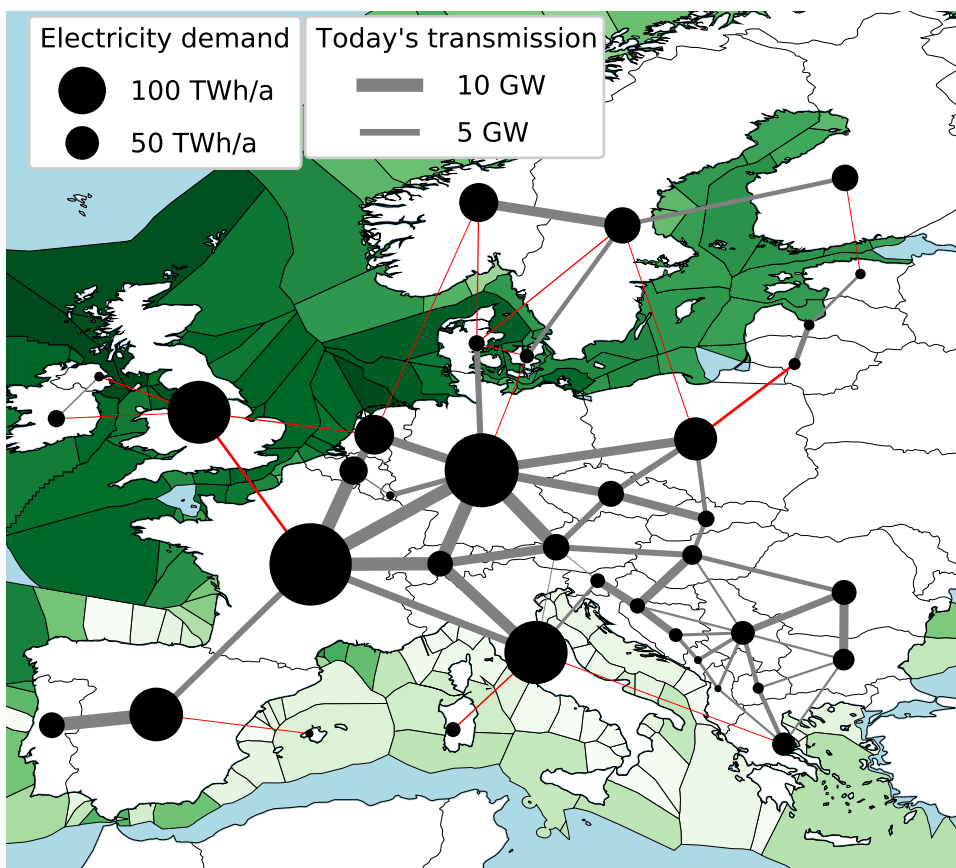 Electricity demand
100 TWh/a
50 TWh/a
Today's transmission
10 GW
5 GW